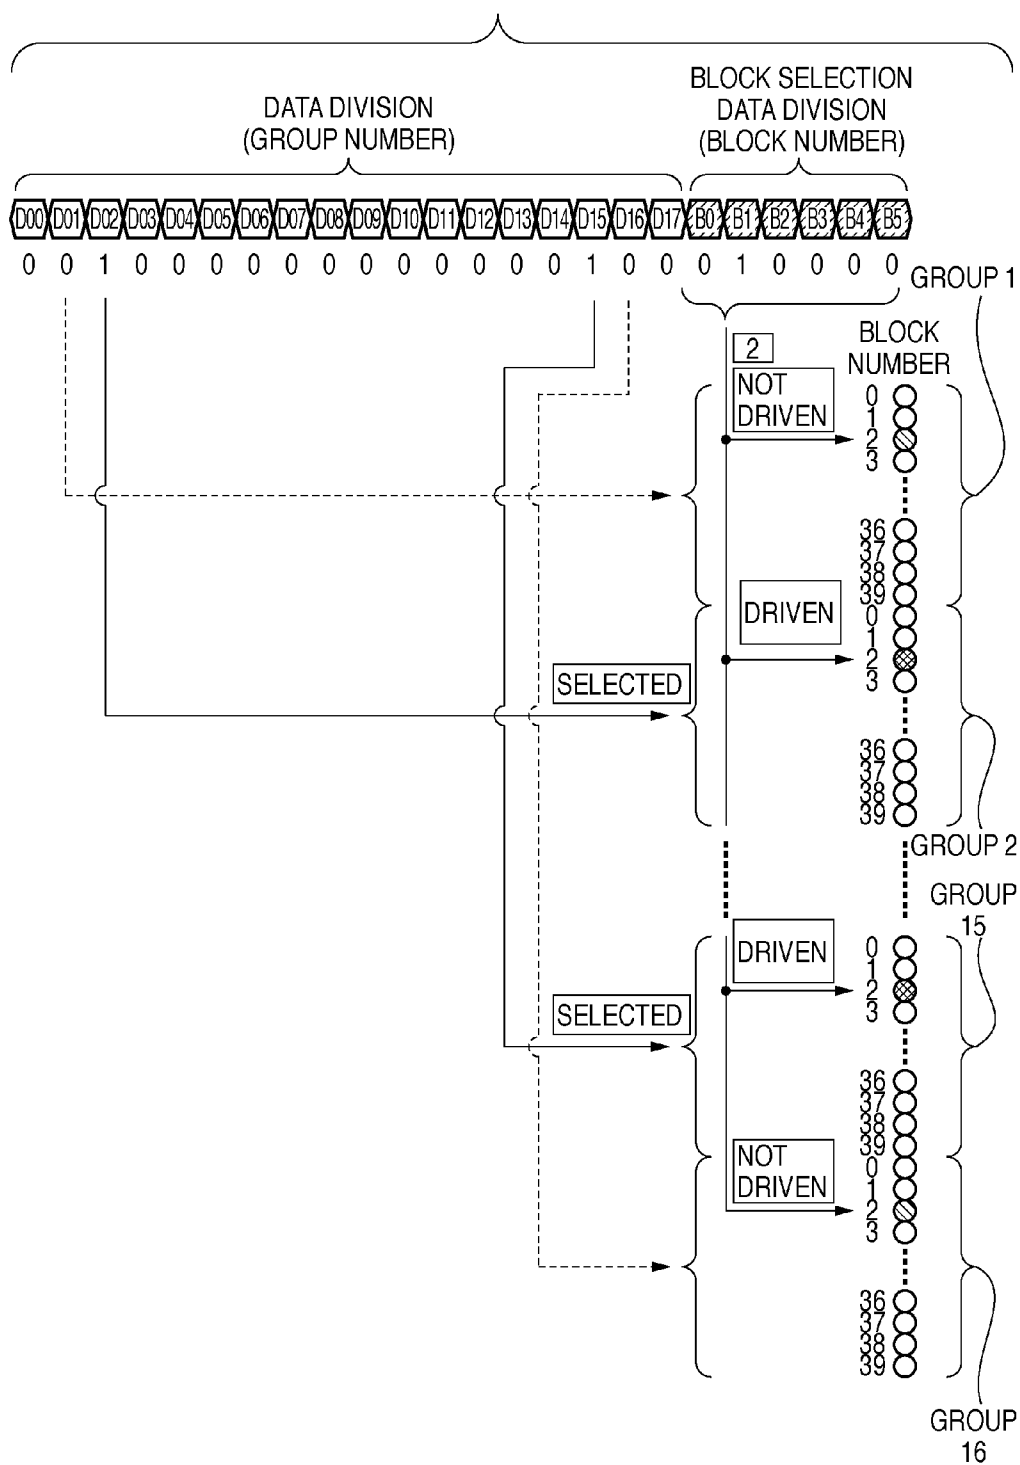 BLOCK SELECTION
DATA DIVISION
(BLOCK NUMBER)
DATA DIVISION
(GROUP NUMBER)
D00 D01 D02 D03 D04 D05 D06 D07 D08 D09 D10 D11 D12 D13 D14 D15 D16 D17 B0 B1 B2 B3 B4 B5
0 0 1 0 0 0 0 0 0 0 0 0 0 0 0 1 0 0 0 1 0 0 0 0
GROUP 1
2
BLOCK
NUMBER
NOT
DRIVEN
0
1
2
3
36
37
38
39
DRIVEN
0
1
2
3
SELECTED
36
37
38
39
GROUP 2
GROUP
15
DRIVEN
0
1
2
3
SELECTED
36
37
38
39
NOT
DRIVEN
0
1
2
3
36
37
38
39
GROUP
16